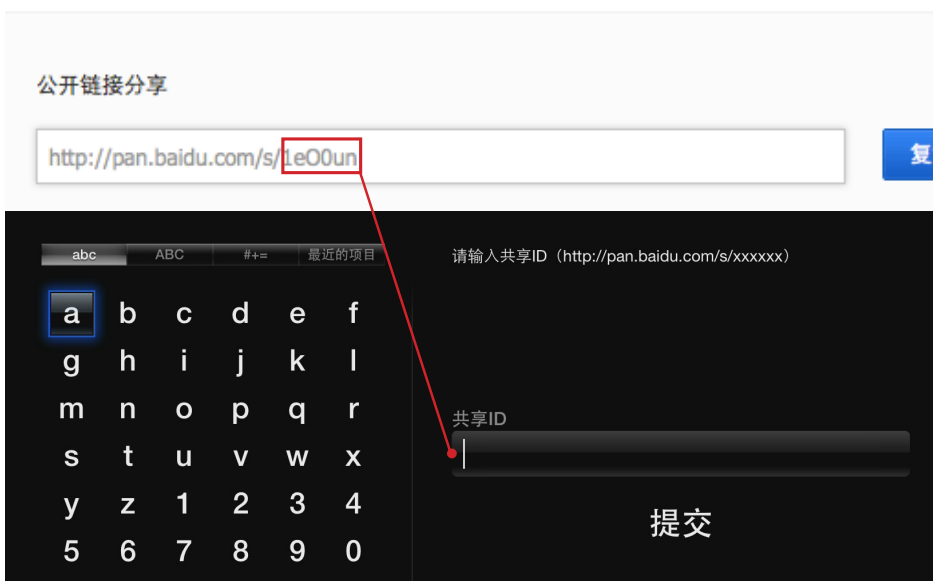 公开链接分享
http://pan.baidu.com/s/1eO0un
复
abc ABC #+= 最近的项目
请输入共享ID（http://pan.baidu.com/s/xxxxxx）
a b c d e f
g h i j k l
m n o p q r
s t u v w x
y z 1 2 3 4
5 6 7 8 9 0
共享ID
提交